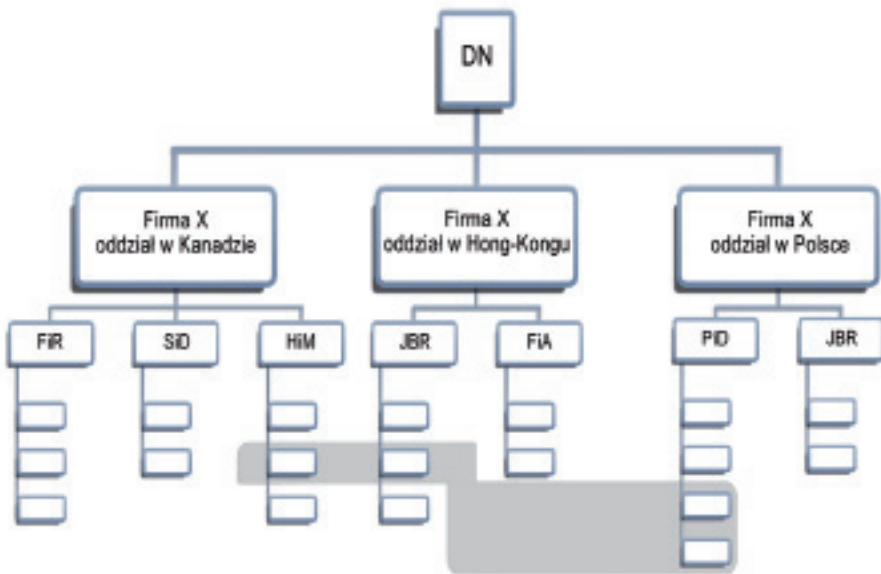 DN
Firma X
oddział w Kanadzie
Firma X
oddział w Hong-Kongu
Firma X
oddział w Polsce
FiR
SiD
HiM
JBR
FiA
PiD
JBR